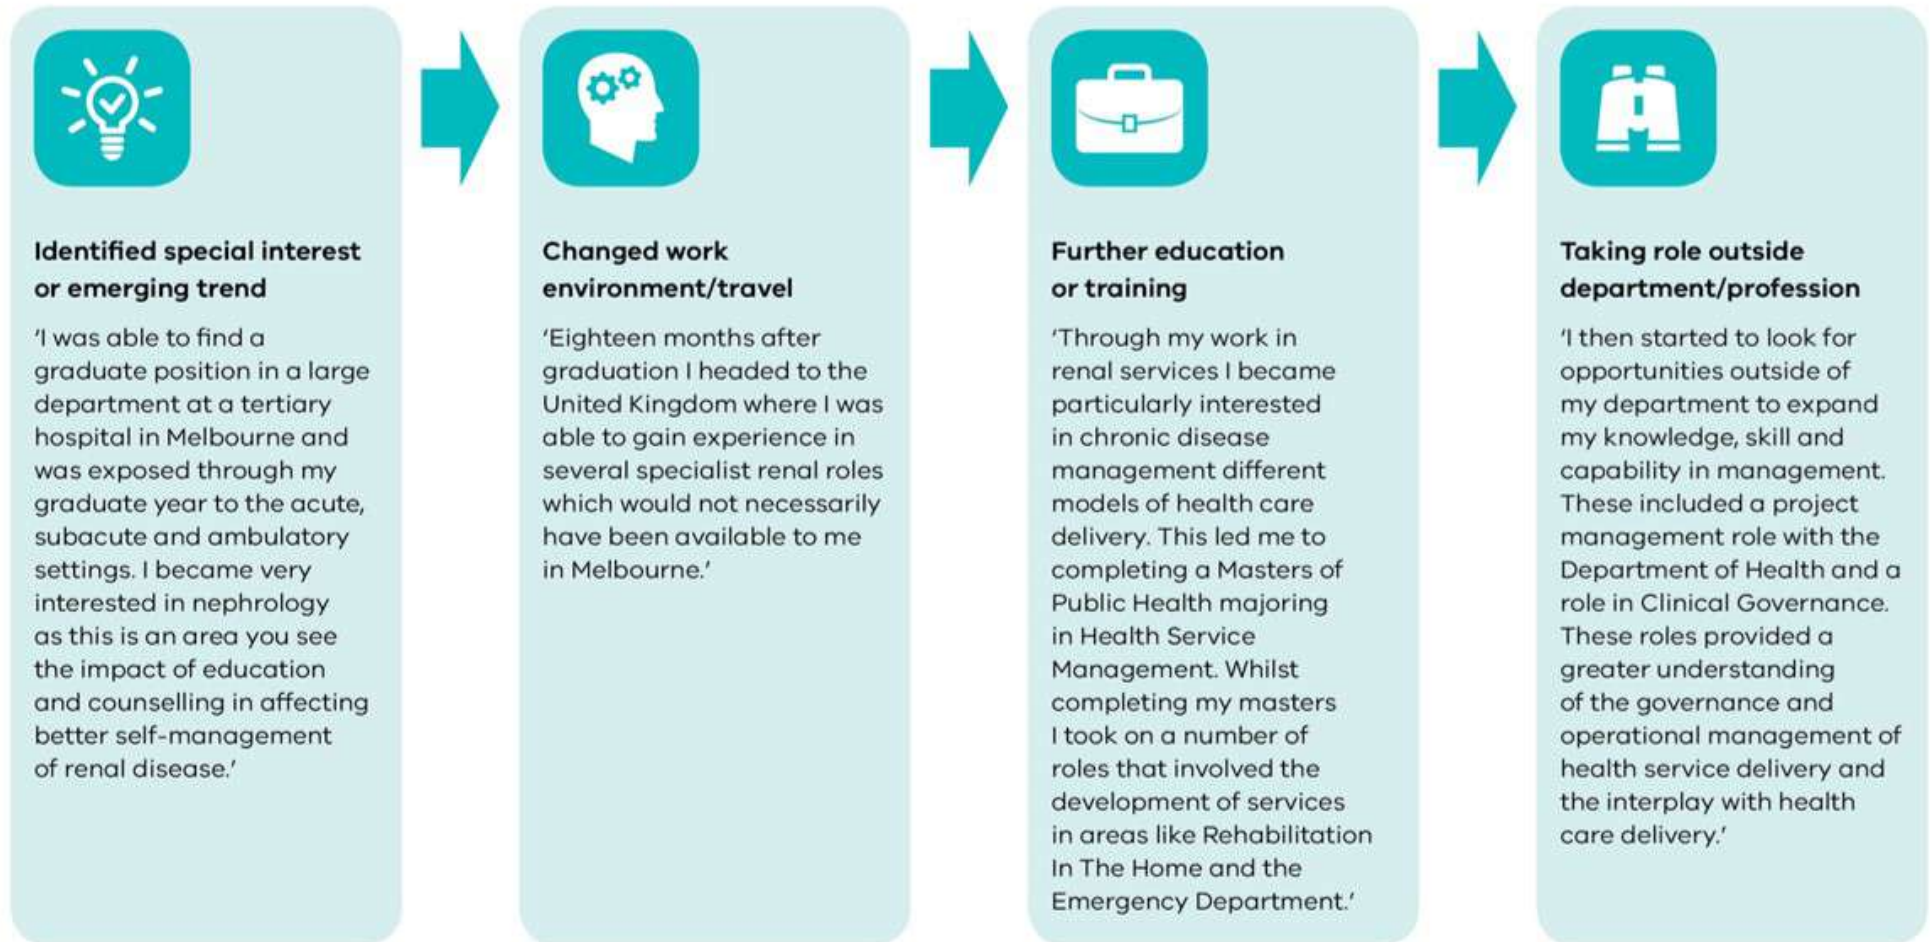 Identified special interest
or emerging trend
'I was able to find a
graduate position in a large
department at a tertiary
hospital in Melbourne and
was exposed through my
graduate year to the acute,
subacute and ambulatory
settings. I became very
interested in nephrology
as this is an area you see
the impact of education
and counselling in affecting
better self-management
of renal disease.'
Changed work
environment/travel
'Eighteen months after
graduation I headed to the
United Kingdom where I was
able to gain experience in
several specialist renal roles
which would not necessarily
have been available to me
in Melbourne.'
Further education
or training
'Through my work in
renal services I became
particularly interested
in chronic disease
management different
models of health care
delivery. This led me to
completing a Masters of
Public Health majoring
in Health Service
Management. Whilst
completing my masters
I took on a number of
roles that involved the
development of services
in areas like Rehabilitation
In The Home and the
Emergency Department.'
Taking role outside
department/profession
'I then started to look for
opportunities outside of
my department to expand
my knowledge, skill and
capability in management.
These included a project
management role with the
Department of Health and a
role in Clinical Governance.
These roles provided a
greater understanding
of the governance and
operational management of
health service delivery and
the interplay with health
care delivery.'